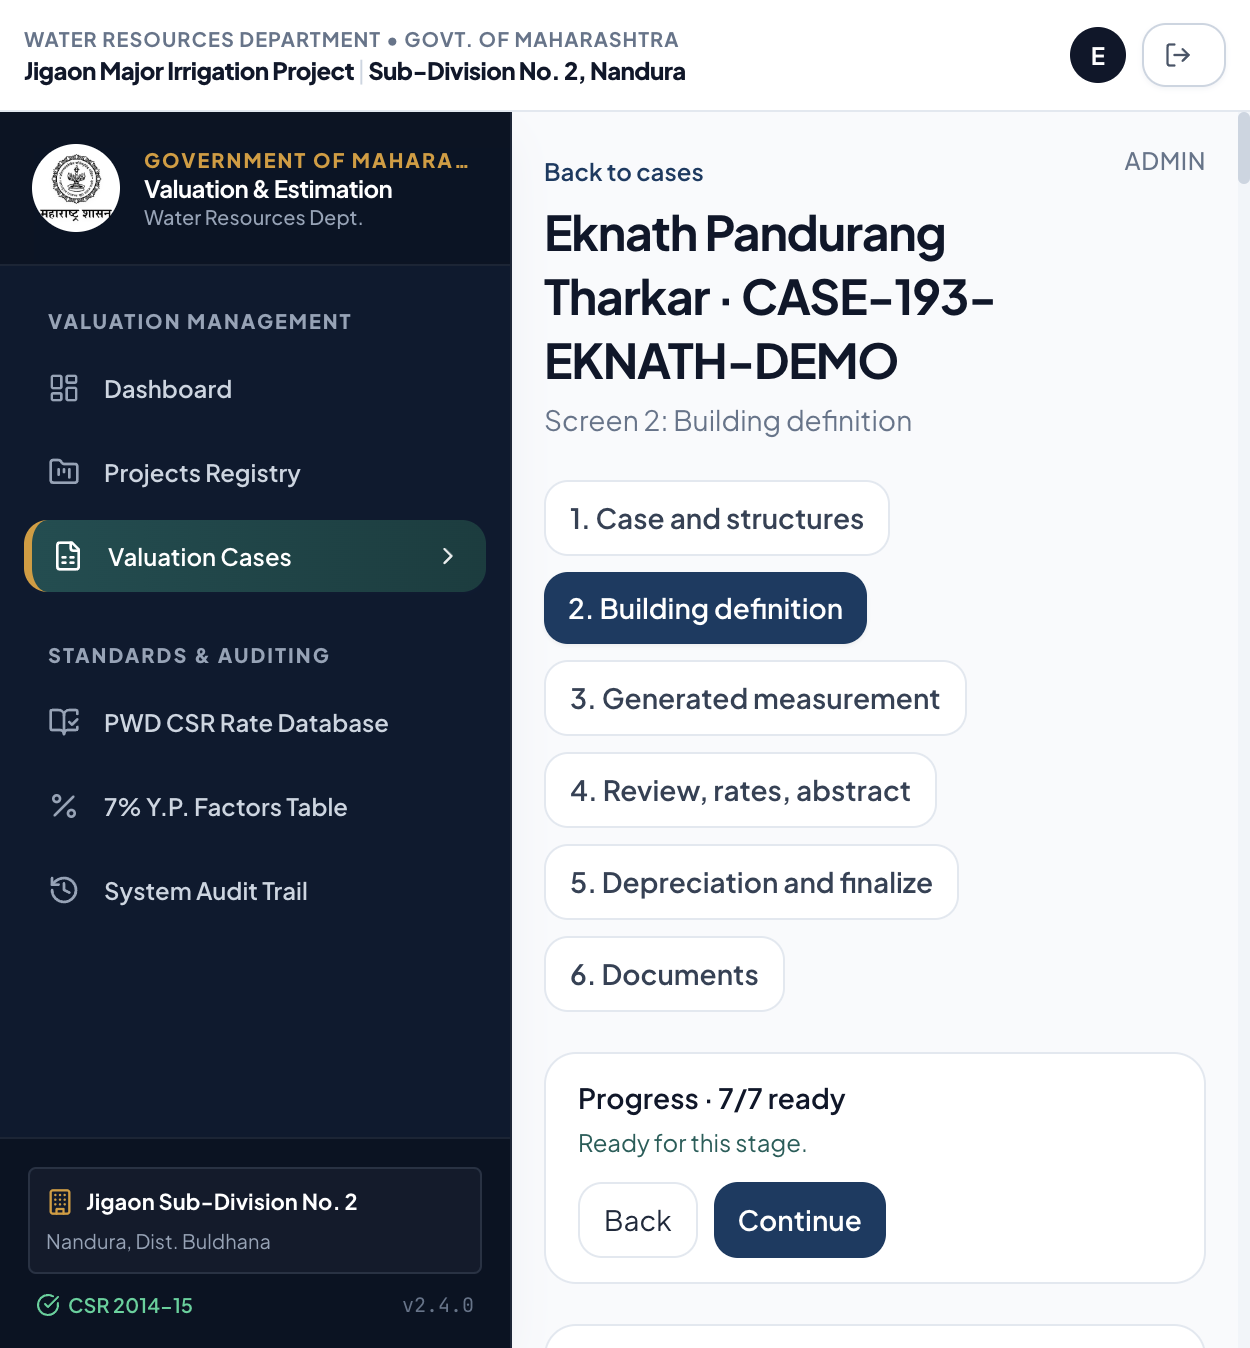 WATER RESOURCES DEPARTMENT • GOVT. OF MAHARASHTRA
Jigaon Major Irrigation Project | Sub-Division No. 2, Nandura
E
महाराष्ट्र शासन
GOVERNMENT OF MAHARA...
Valuation & Estimation
Water Resources Dept.
VALUATION MANAGEMENT
Dashboard
Projects Registry
Valuation Cases
STANDARDS & AUDITING
PWD CSR Rate Database
7% Y.P. Factors Table
System Audit Trail
Jigaon Sub-Division No. 2
Nandura, Dist. Buldhana
CSR 2014-15
v2.4.0
Back to cases
ADMIN
Eknath Pandurang
Tharkar · CASE-193-
EKNATH-DEMO
Screen 2: Building definition
1. Case and structures
2. Building definition
3. Generated measurement
4. Review, rates, abstract
5. Depreciation and finalize
6. Documents
Progress · 7/7 ready
Ready for this stage.
Back
Continue